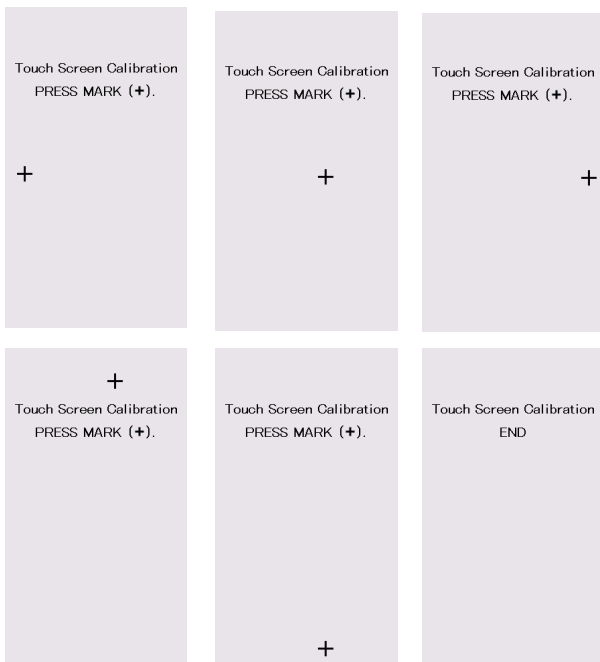 Touch Screen Calibration
PRESS MARK (+).
+
Touch Screen Calibration
PRESS MARK (+).
+
Touch Screen Calibration
PRESS MARK (+).
+
+
Touch Screen Calibration
PRESS MARK (+).
Touch Screen Calibration
PRESS MARK (+).
+
Touch Screen Calibration
END